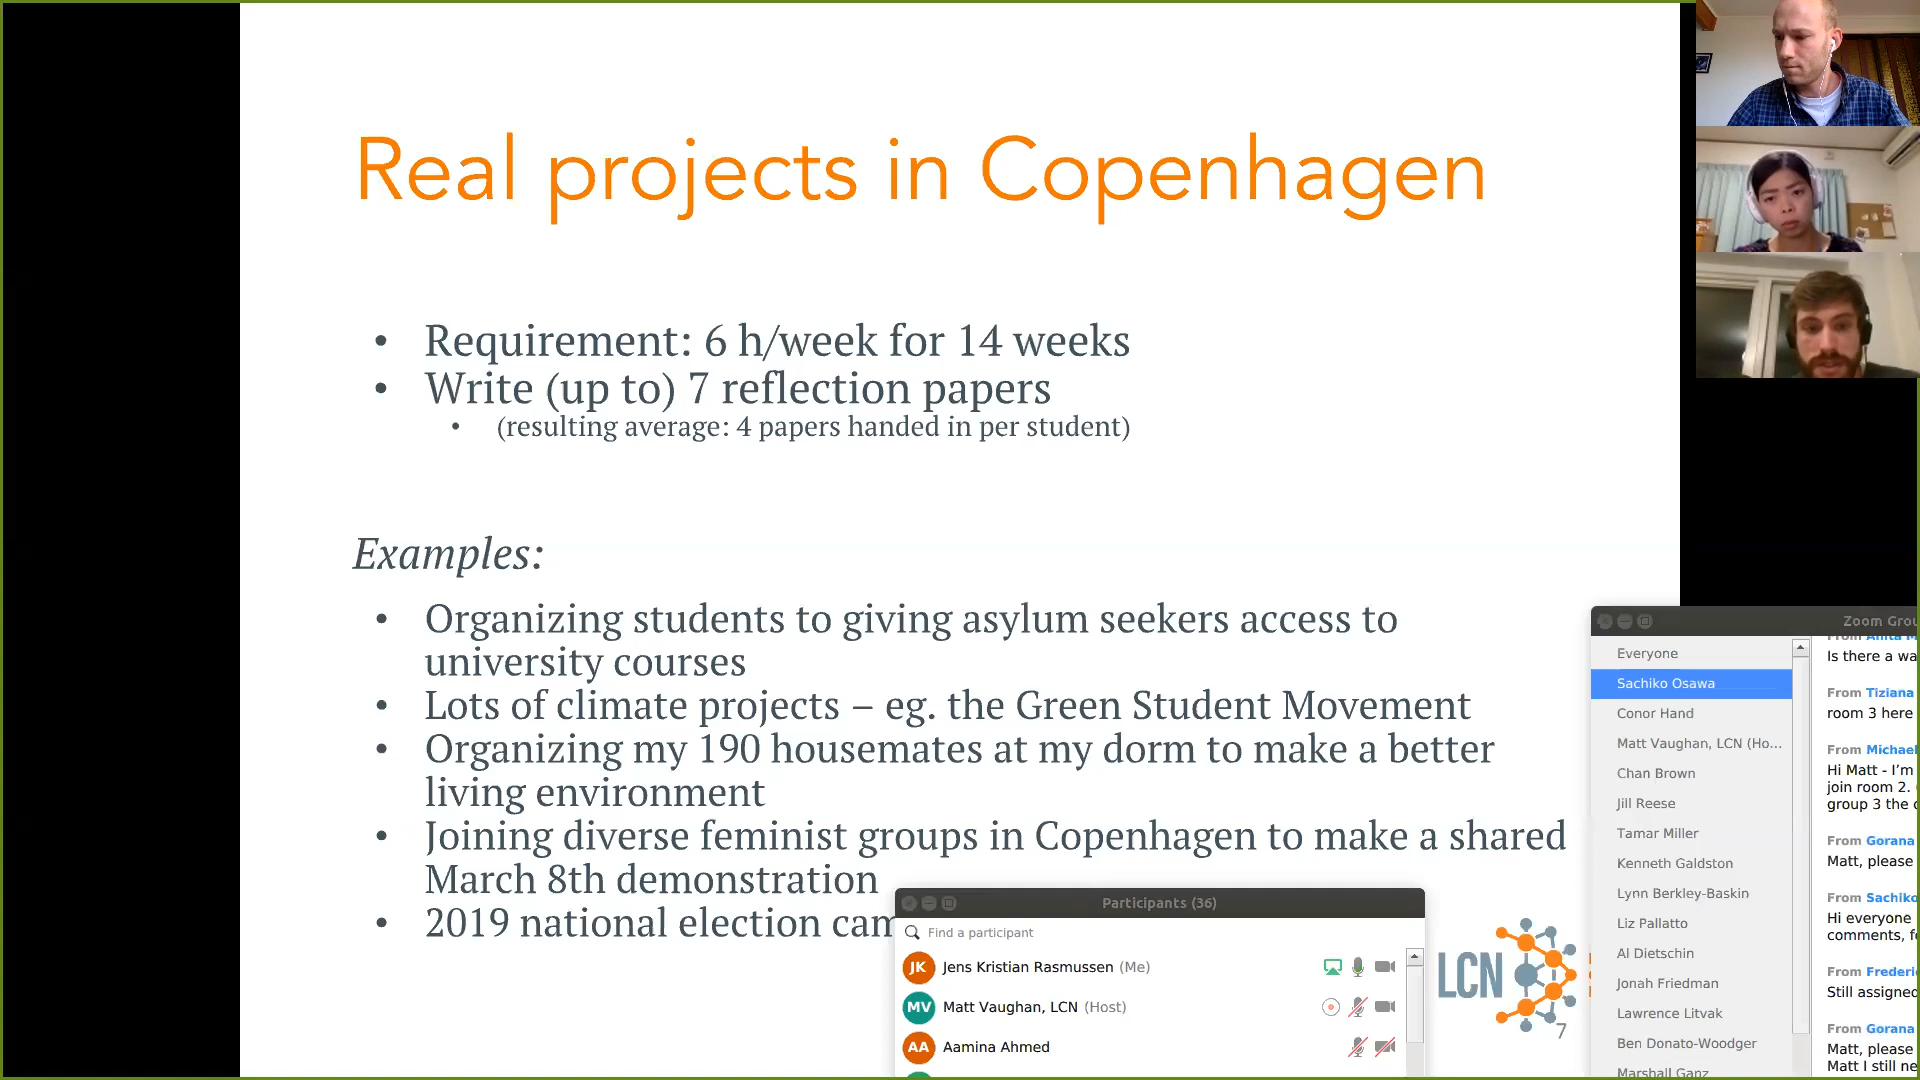 Real projects in Copenhagen
• Requirement: 6 h/week for 14 weeks
• Write (up to) 7 reflection papers
• (resulting average: 4 papers handed in per student)
Examples:
• Organizing students to giving asylum seekers access to
university courses
• Lots of climate projects – eg. the Green Student Movement
• Organizing my 190 housemates at my dorm to make a better
living environment
• Joining diverse feminist groups in Copenhagen to make a shared
March 8th demonstration
• 2019 national election cam
LCN
7
Participants (36)
Find a participant
JK Jens Kristian Rasmussen (Me)
MV Matt Vaughan, LCN (Host)
AA Aamina Ahmed
Zoom Grou
Everyone
Sachiko Osawa
Conor Hand
Matt Vaughan, LCN (Ho...
Chan Brown
Jill Reese
Tamar Miller
Kenneth Galdston
Lynn Berkley-Baskin
Liz Pallatto
Al Dietschin
Jonah Friedman
Lawrence Litvak
Ben Donato-Woodger
Marshall Ganz
From Anita M
Is there a wa
From Tiziana
room 3 here
From Michael
Hi Matt - I'm
join room 2.
group 3 the
From Gorana
Matt, please
From Sachiko
Hi everyone
comments, f
From Frederi
Still assigned
From Gorana
Matt, please
Matt I still ne